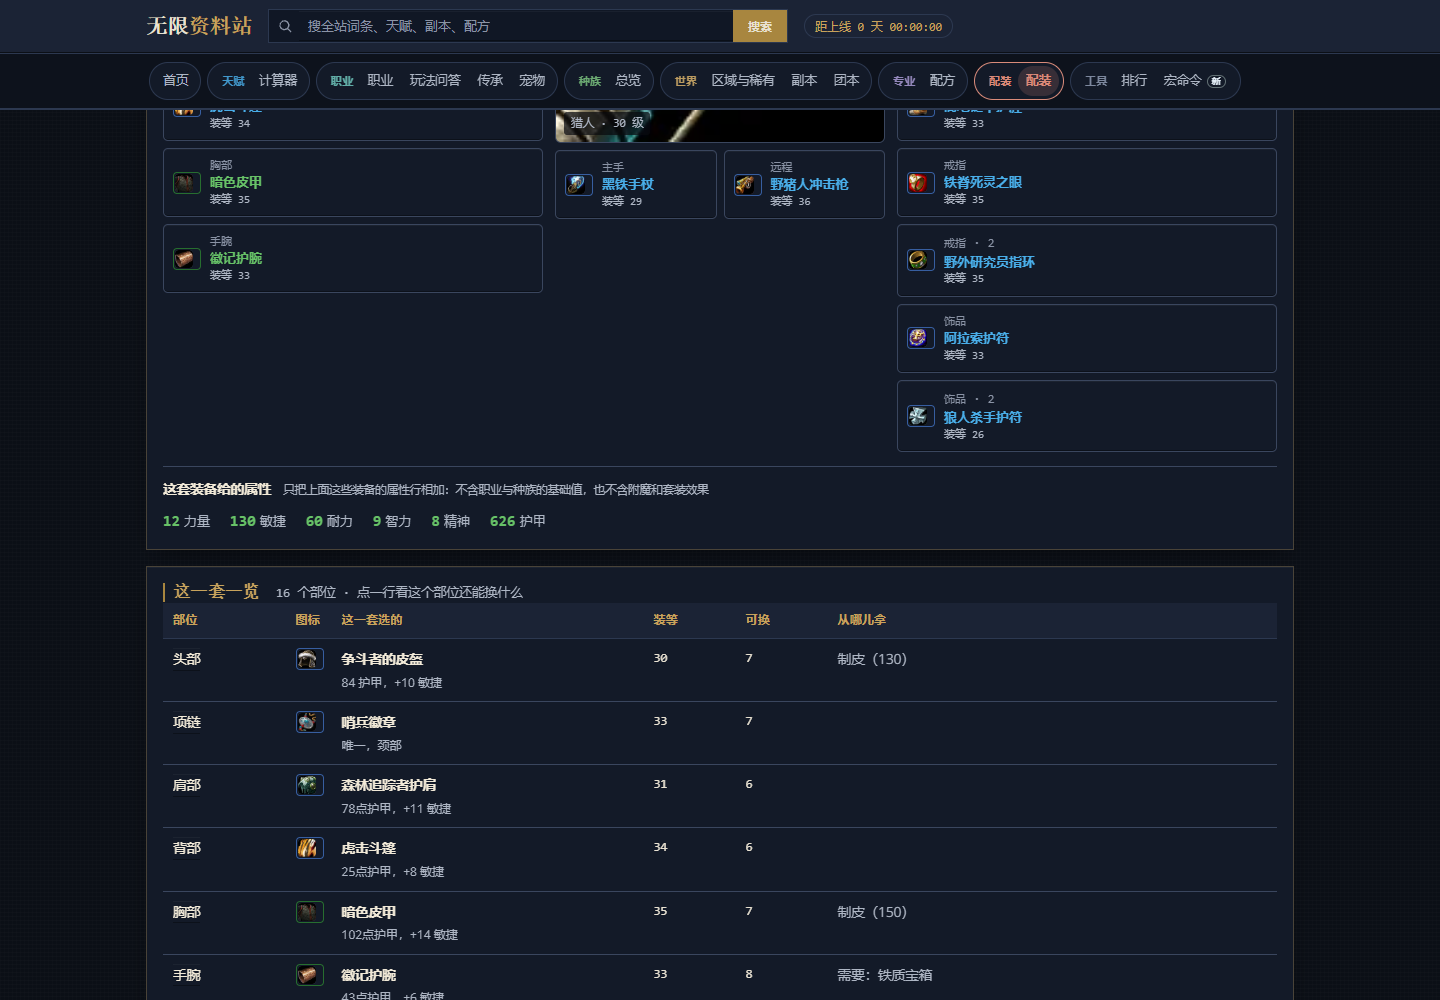 无限资料站
搜全站词条、天赋、副本、配方
搜索
距上线 0 天 00:00:00
首页
天赋 计算器
职业 职业 玩法问答 传承 宠物
种族 总览
世界 区域与稀有 副本 团本
专业 配方
配装 配装
工具 排行 宏命令 新
装等 34
胸部
暗色皮甲
装等 35
手腕
徽记护腕
装等 33
猎人 · 30 级
主手
黑铁手杖
装等 29
远程
野猪人冲击枪
装等 36
装等 33
戒指
铁脊死灵之眼
装等 35
戒指 · 2
野外研究员指环
装等 35
饰品
阿拉索护符
装等 33
饰品 · 2
狼人杀手护符
装等 26
这套装备给的属性 只把上面这些装备的属性行相加：不含职业与种族的基础值，也不含附魔和套装效果
12 力量 130 敏捷 60 耐力 9 智力 8 精神 626 护甲
这一套一览 16 个部位 · 点一行看这个部位还能换什么
部位 图标 这一套选的 装等 可换 从哪儿拿
头部 争斗者的皮盔 30 7 制皮（130）
84 护甲，+10 敏捷
项链 哨兵徽章 33 7
唯一，颈部
肩部 森林追踪者护肩 31 6
78点护甲，+11 敏捷
背部 虎击斗篷 34 6
25点护甲，+8 敏捷
胸部 暗色皮甲 35 7 制皮（150）
102点护甲，+14 敏捷
手腕 徽记护腕 33 8 需要：铁质宝箱
43点护甲，+6 敏捷